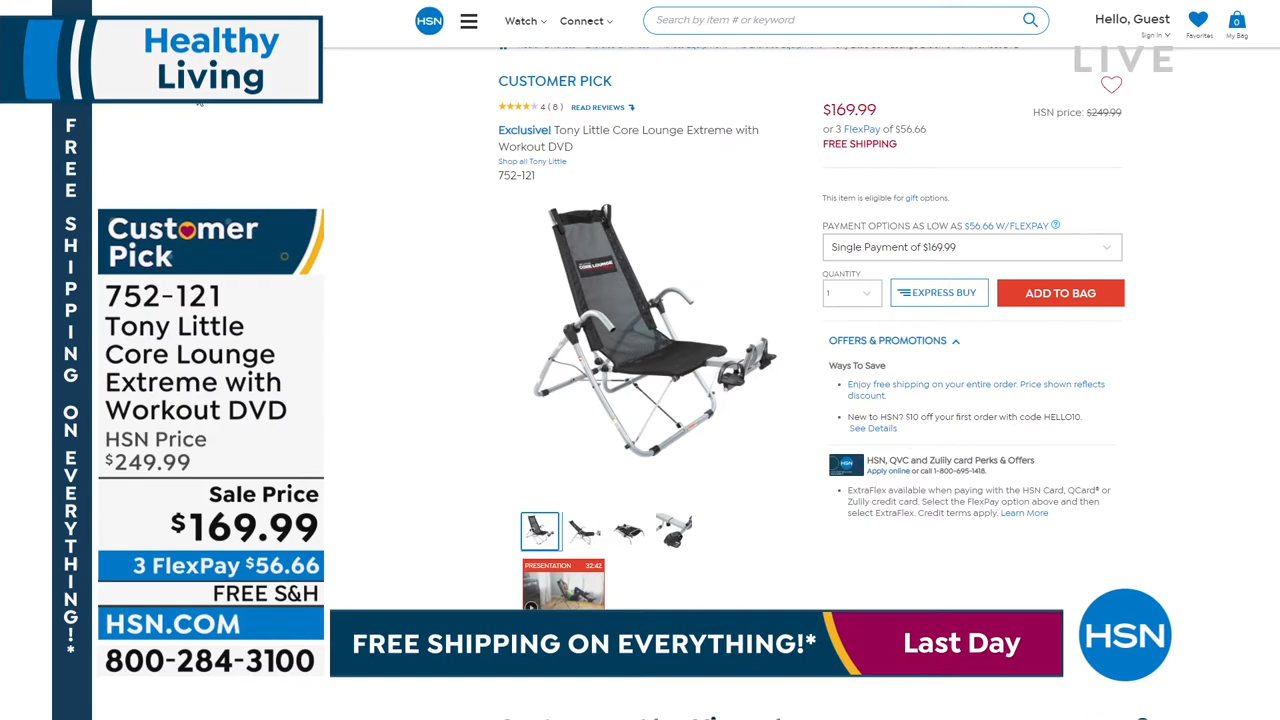 Healthy
Living
FREE SHIPPING ON EVERYTHING!*
Customer
Pick
752-121
Tony Little
Core Lounge
Extreme with
Workout DVD
HSN Price
$249.99
Sale Price
$169.99
3 FlexPay $56.66
FREE S&H
HSN.COM
800-284-3100
HSN
Watch
Connect
Search by item # or keyword
Hello, Guest
Sign in
Favorites
0
My Bag
LIVE
CUSTOMER PICK
4 ( 8 ) READ REVIEWS
Exclusive! Tony Little Core Lounge Extreme with
Workout DVD
Shop all Tony Little
752-121
CORE LOUNGE
PRESENTATION 32:42
$169.99
HSN price: $249.99
or 3 FlexPay of $56.66
FREE SHIPPING
This item is eligible for gift options.
PAYMENT OPTIONS AS LOW AS $56.66 W/FLEXPAY ?
Single Payment of $169.99
QUANTITY
1
EXPRESS BUY
ADD TO BAG
OFFERS & PROMOTIONS
Ways To Save
• Enjoy free shipping on your entire order. Price shown reflects
discount.
• New to HSN? $10 off your first order with code HELLO10.
See Details
HSN
HSN, QVC and Zulily card Perks & Offers
Apply online or call 1-800-695-1418.
• ExtraFlex available when paying with the HSN Card, QCard® or
Zulily credit card. Select the FlexPay option above and then
select ExtraFlex. Credit terms apply. Learn More
FREE SHIPPING ON EVERYTHING!*
Last Day
HSN